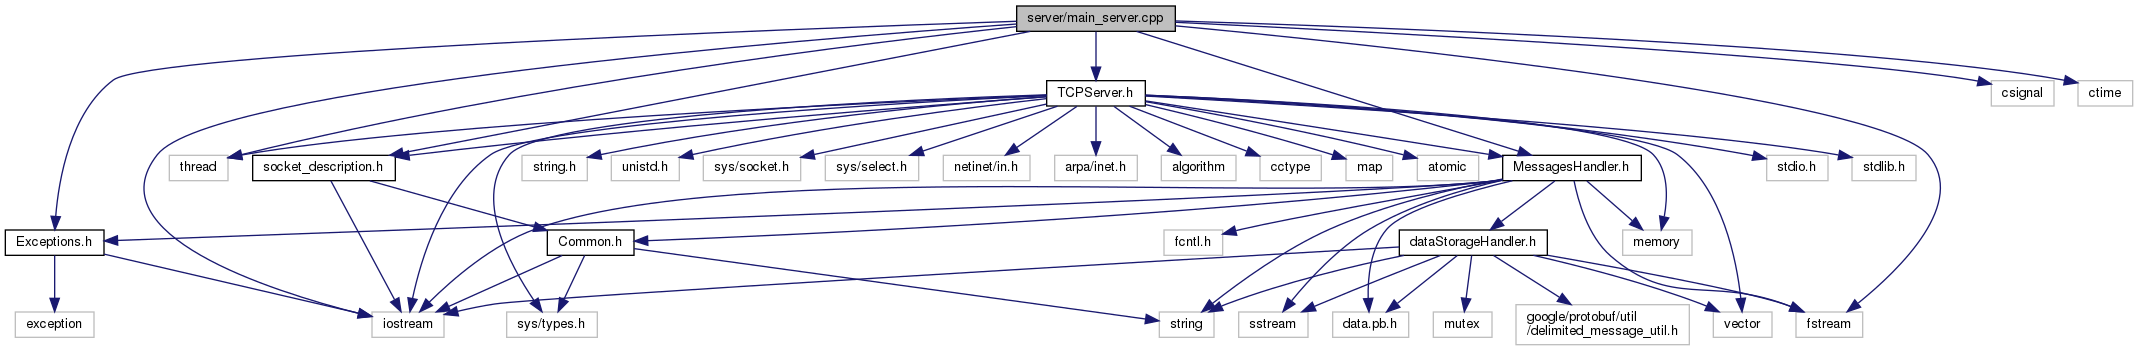 server/main_server.cpp
TCPServer.h
csignal
ctime
thread
socket_description.h
string.h
unistd.h
sys/socket.h
sys/select.h
netinet/in.h
arpa/inet.h
algorithm
cctype
map
atomic
MessagesHandler.h
stdio.h
stdlib.h
Exceptions.h
Common.h
fcntl.h
dataStorageHandler.h
memory
exception
iostream
sys/types.h
string
sstream
data.pb.h
mutex
google/protobuf/util
/delimited_message_util.h
vector
fstream